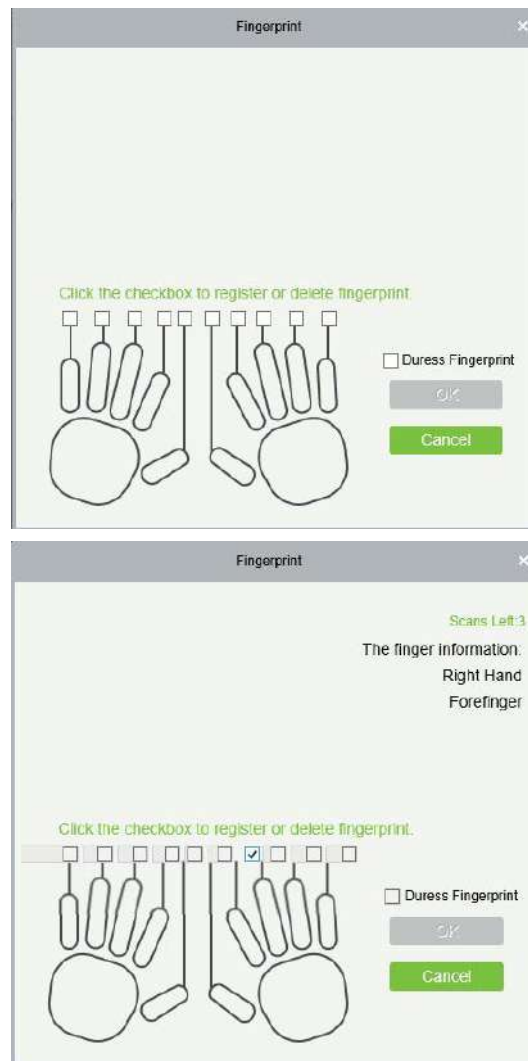 Fingerprint
Click the checkbox to register or delete fingerprint.
Duress Fingerprint
OK
Cancel
Fingerprint
Scans Left:3
The finger information:
Right Hand
Forefinger
Click the checkbox to register or delete fingerprint.
Duress Fingerprint
OK
Cancel